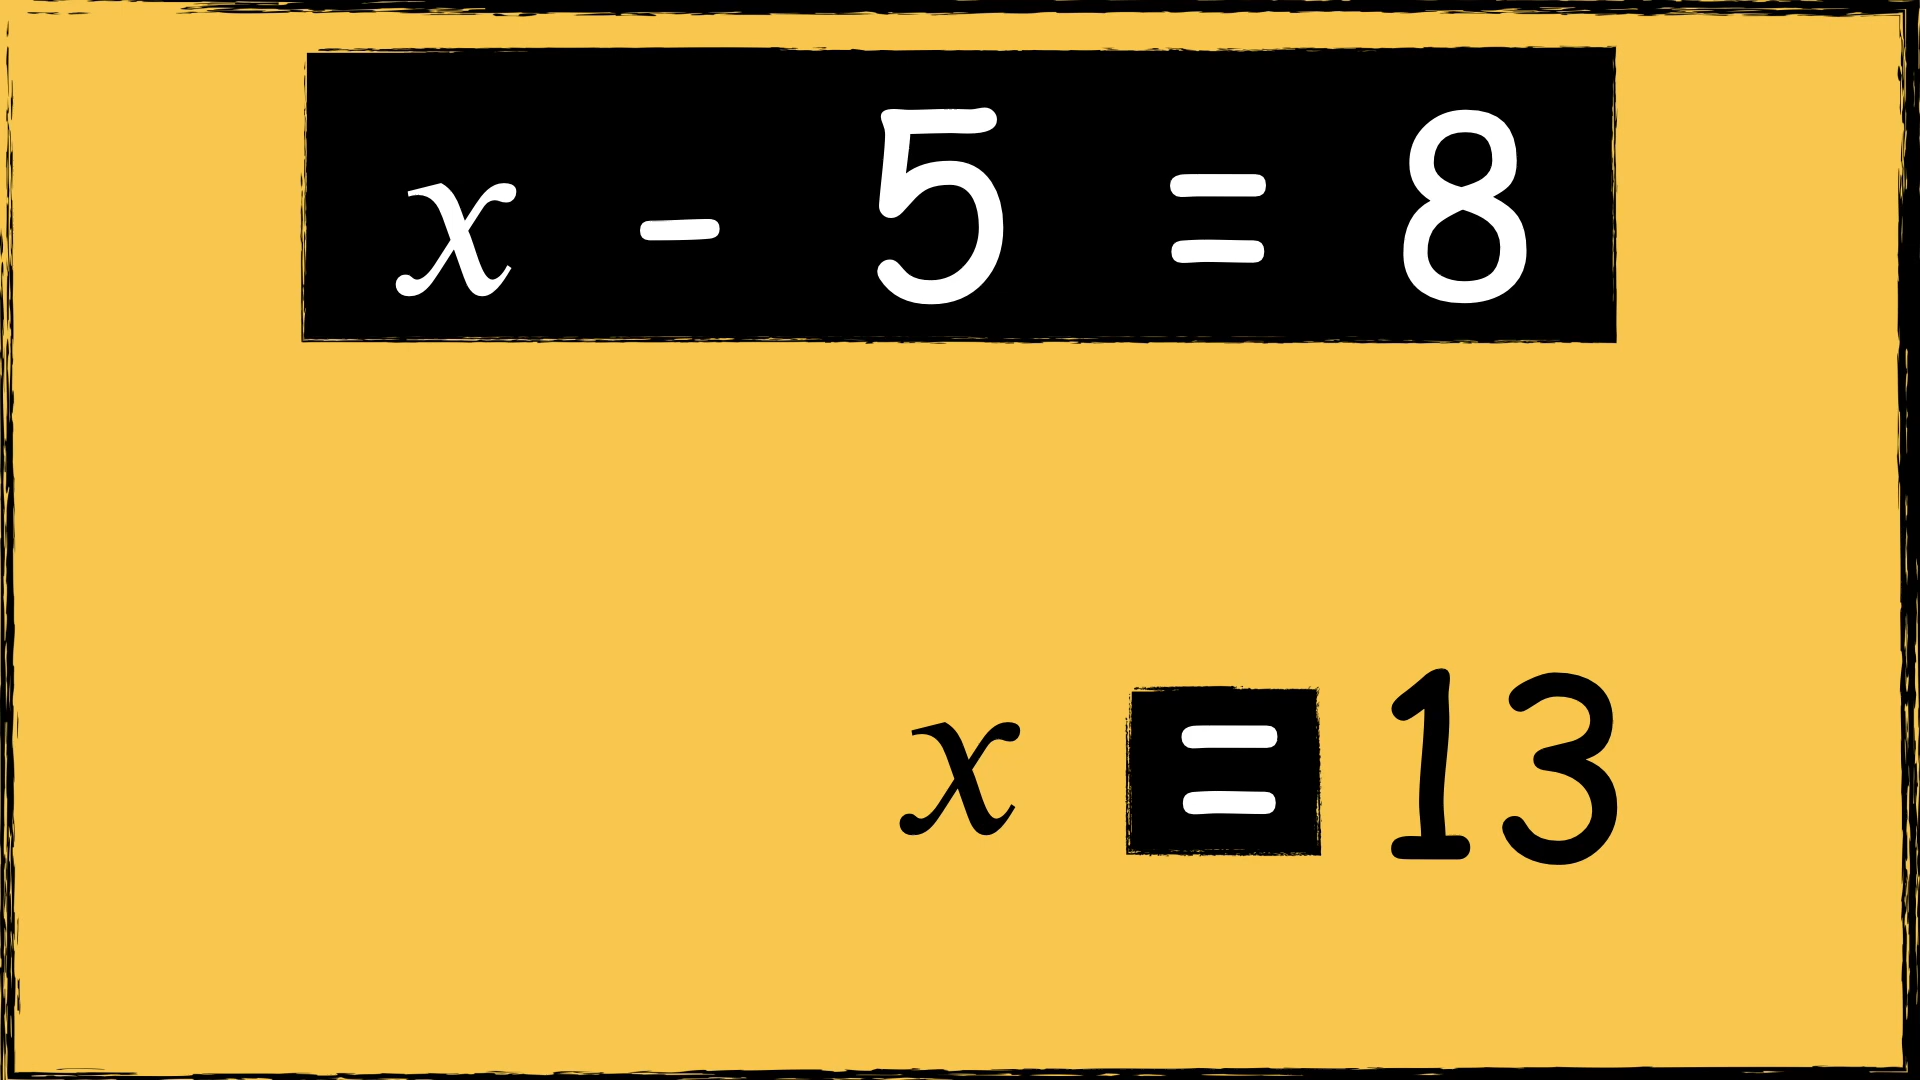 x - 5 = 8
x = 13